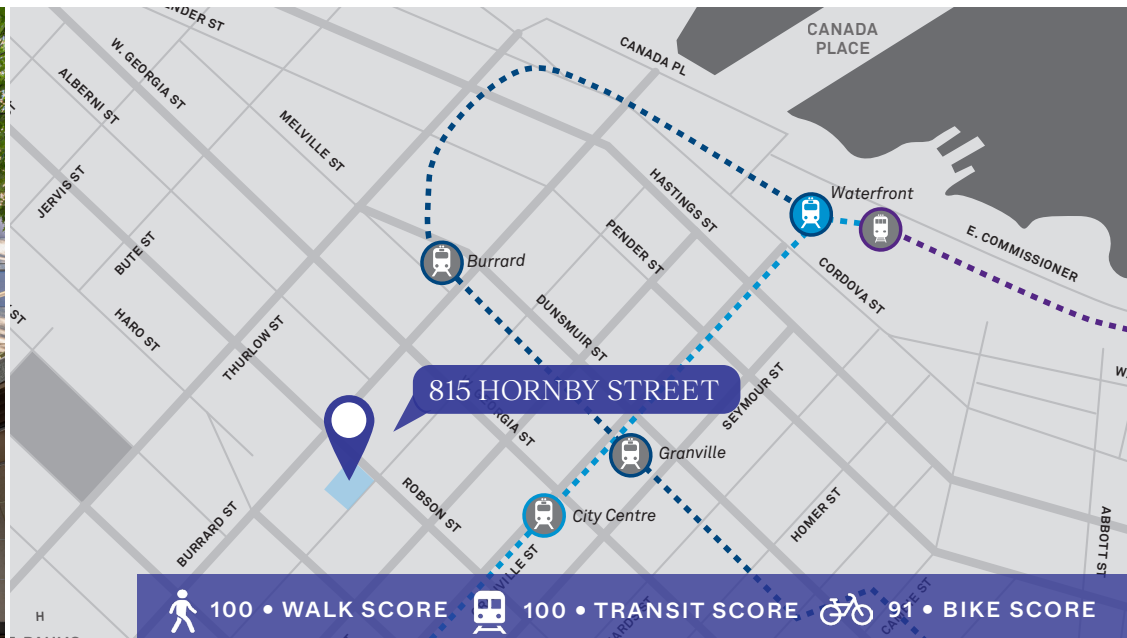 CANADA
PLACE
CANADA PL
W. GEORGIA ST
ALBERNI ST
MELVILLE ST
JERVIS ST
HASTINGS ST
Waterfront
BUTE ST
PENDER ST
E. COMMISSIONER
Burrard
CORDOVA ST
HARO ST
DUNSMUIR ST
THURLOW ST
815 HORNBY STREET
SEYMOUR ST
Granville
ROBSON ST
City Centre
HOMER ST
BURRARD ST
ABBOTT ST
H
100 • WALK SCORE
100 • TRANSIT SCORE
91 • BIKE SCORE